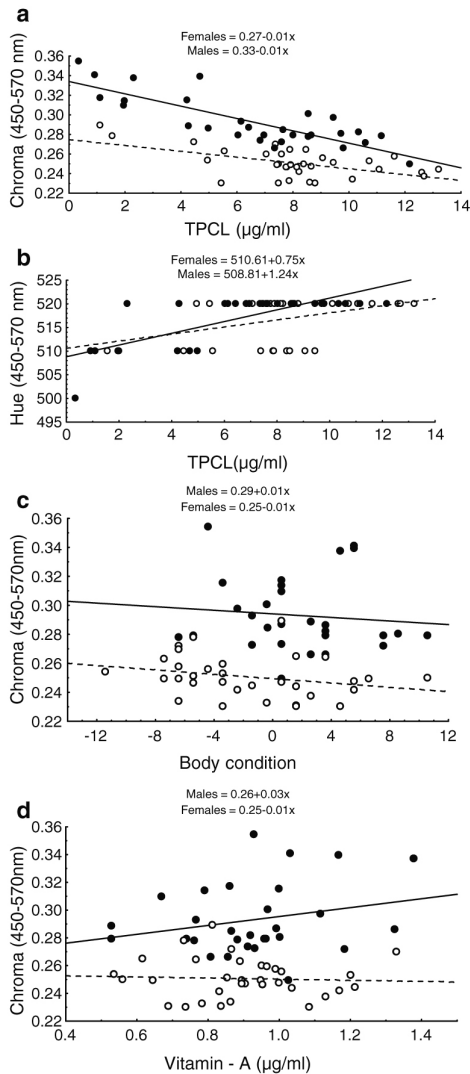 a
Females = 0.27-0.01x
Males = 0.33-0.01x
Chroma (450-570 nm)
0.36
0.34
0.31
0.28
0.26
0.24
0.22
0 2 4 6 8 10 12 14
TPCL (µg/ml)
b
Females = 510.61+0.75x
Males = 508.81+1.24x
Hue (450-570 nm)
525
520
515
510
505
500
495
0 2 4 6 8 10 12 14
TPCL(µg/ml)
c
Males = 0.29+0.01x
Females = 0.25-0.01x
Chroma (450-570nm)
0.36
0.34
0.30
0.28
0.26
0.24
0.22
-12 -8 -4 0 4 8 12
Body condition
d
Males = 0.26+0.03x
Females = 0.25-0.01x
Chroma (450-570nm)
0.36
0.34
0.32
0.30
0.28
0.26
0.24
0.22
0.4 0.6 0.8 1.0 1.2 1.4
Vitamin - A (µg/ml)